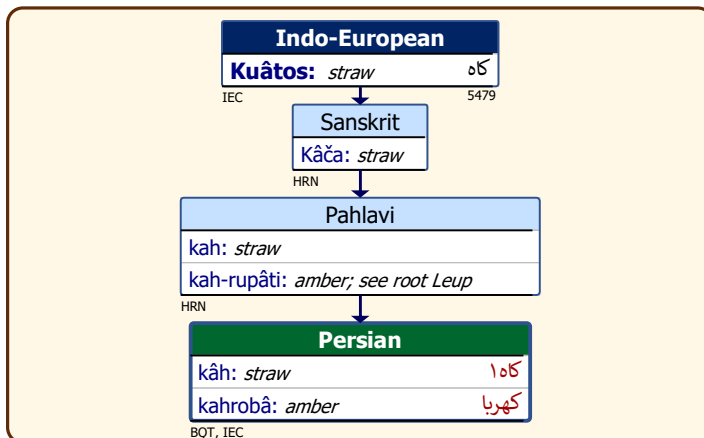 Indo-European
Kuâtos: straw کاه
IEC 5479
Sanskrit
Kâča: straw
HRN
Pahlavi
kah: straw
kah-rupâti: amber; see root Leup
HRN
Persian
kâh: straw کاه۱
kahrobâ: amber کهربا
BQT, IEC